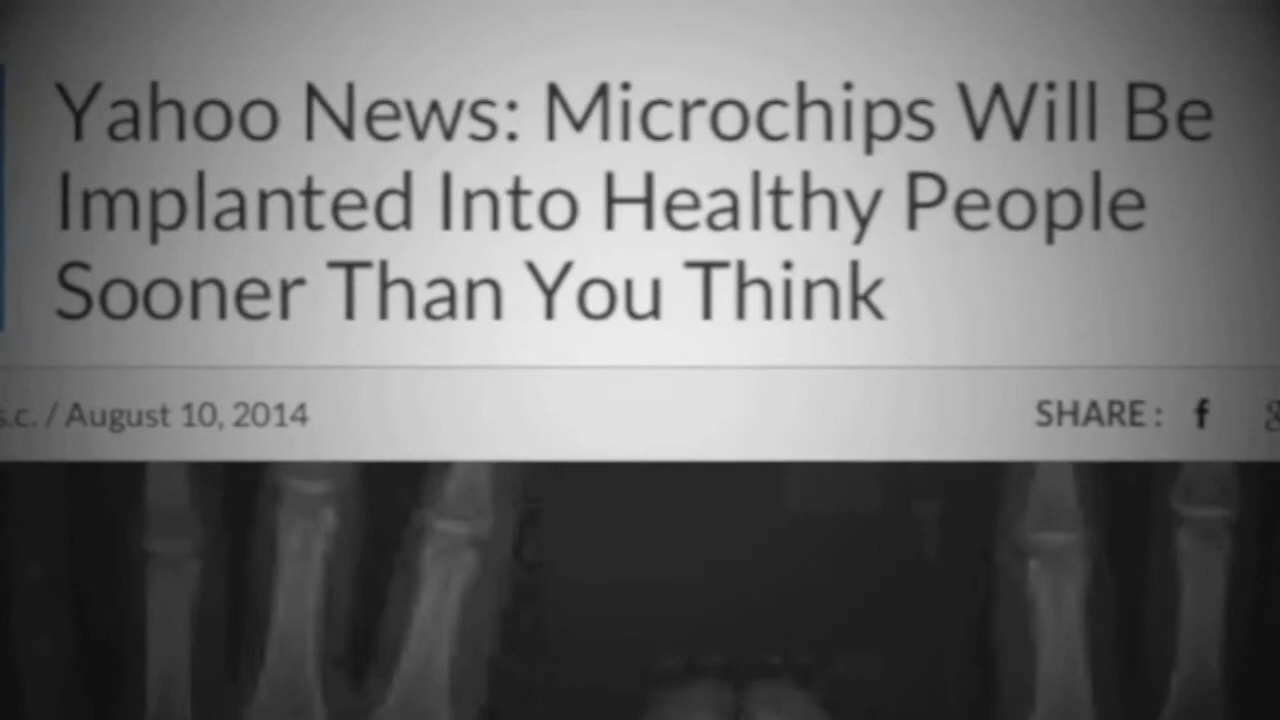 Yahoo News: Microchips Will Be
Implanted Into Healthy People
Sooner Than You Think
s.c. / August 10, 2014
SHARE : f g